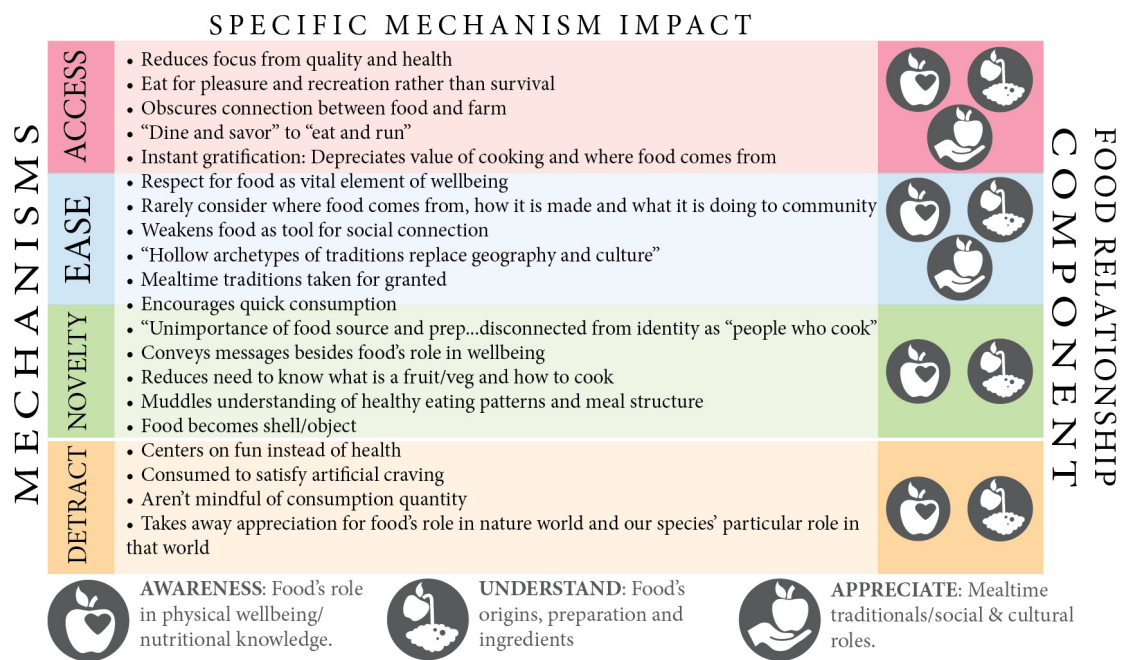 SPECIFIC MECHANISM IMPACT
MECHANISMS
ACCESS
• Reduces focus from quality and health
• Eat for pleasure and recreation rather than survival
• Obscures connection between food and farm
• “Dine and savor” to “eat and run”
• Instant gratification: Depreciates value of cooking and where food comes from
EASE
• Respect for food as vital element of wellbeing
• Rarely consider where food comes from, how it is made and what it is doing to community
• Weakens food as tool for social connection
• “Hollow archetypes of traditions replace geography and culture”
• Mealtime traditions taken for granted
• Encourages quick consumption
NOVELTY
• “Unimportance of food source and prep...disconnected from identity as “people who cook”
• Conveys messages besides food’s role in wellbeing
• Reduces need to know what is a fruit/veg and how to cook
• Muddles understanding of healthy eating patterns and meal structure
• Food becomes shell/object
DETRACT
• Centers on fun instead of health
• Consumed to satisfy artificial craving
• Aren’t mindful of consumption quantity
• Takes away appreciation for food’s role in nature world and our species’ particular role in
that world
FOOD RELATIONSHIP
COMPONENT
AWARENESS: Food’s role
in physical wellbeing/
nutritional knowledge.
UNDERSTAND: Food’s
origins, preparation and
ingredients
APPRECIATE: Mealtime
traditionals/social & cultural
roles.